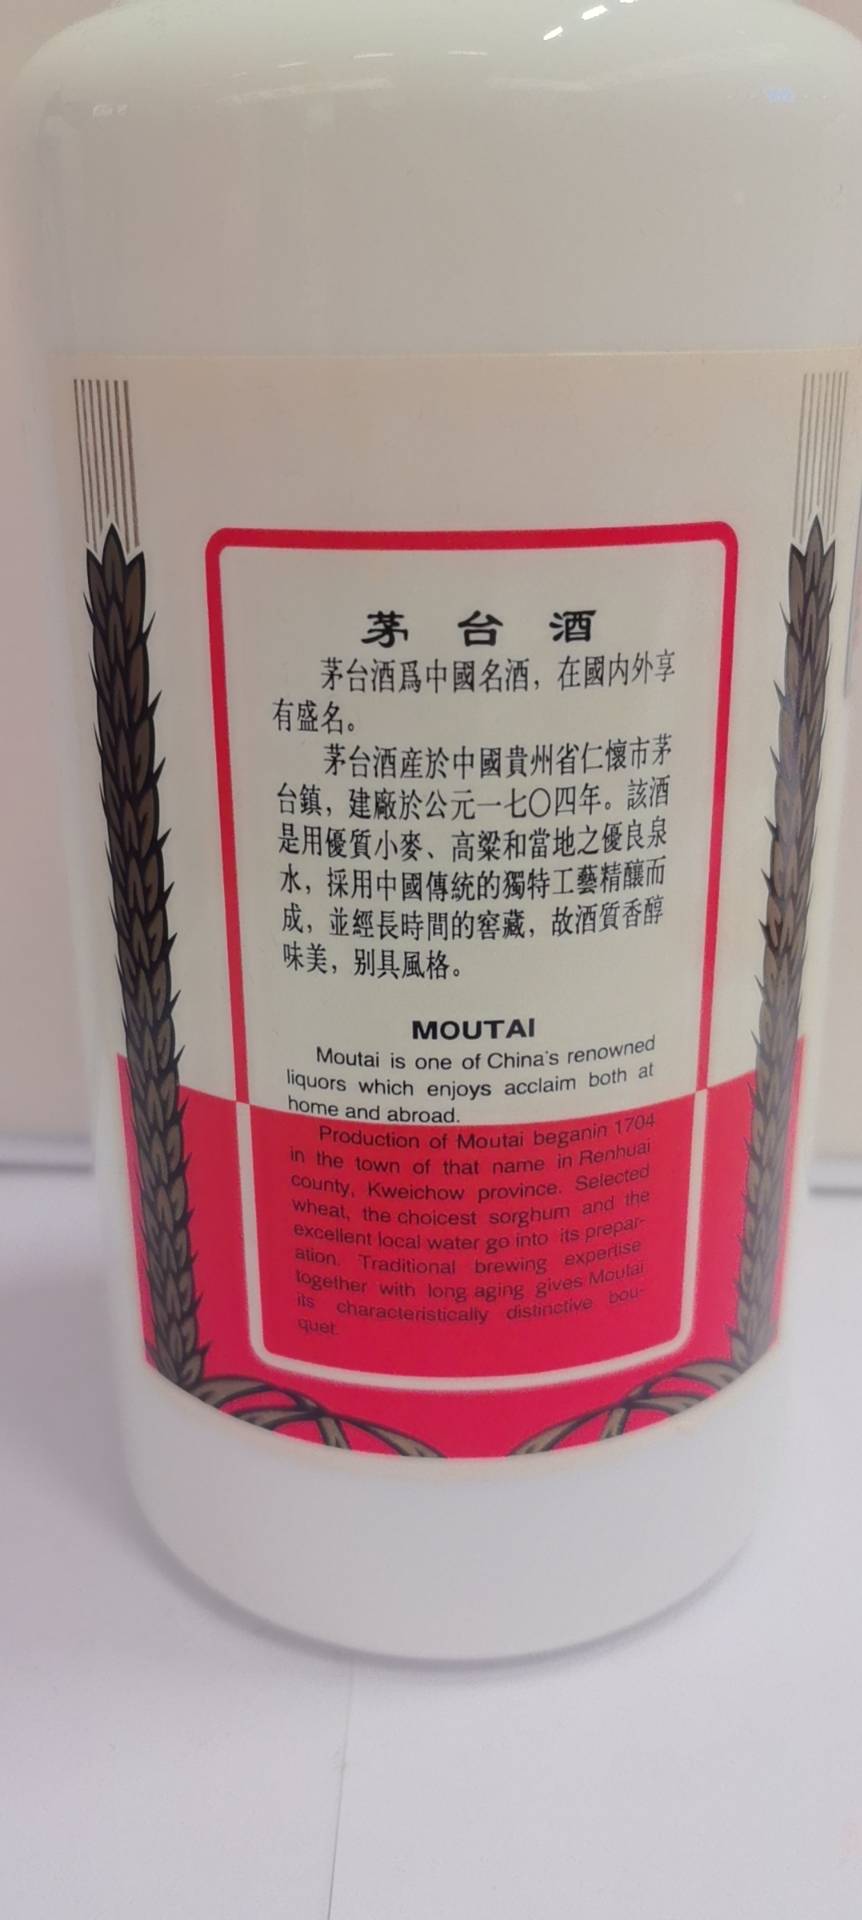 茅台酒
茅台酒爲中國名酒，在國内外享
有盛名。
茅台酒産於中國貴州省仁懷市茅
台鎮，建廠於公元一七〇四年。該酒
是用優質小麥、高粱和當地之優良泉
水，採用中國傳統的獨特工藝精釀而
成，並經長時間的窖藏，故酒質香醇
味美，别具風格。
MOUTAI
Moutai is one of China's renowned
liquors which enjoys acclaim both at
home and abroad.
Production of Moutai beganin 1704
in the town of that name in Renhuai
county, Kweichow province. Selected
wheat, the choicest sorghum and the
excellent local water go into its prepar-
ation. Traditional brewing expertise
together with long aging gives Moutai
its characteristically distinctive bou-
quet.